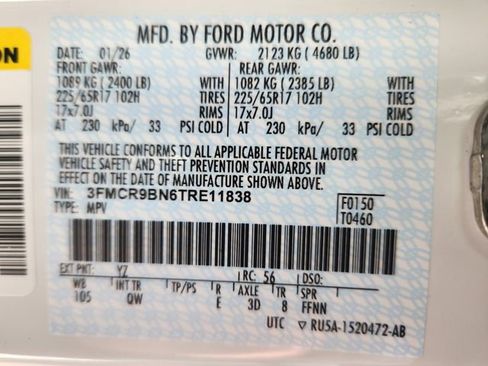 ON
MFD. BY FORD MOTOR CO.
DATE: 01/26 GVWR: 2123 KG ( 4680 LB)
FRONT GAWR: REAR GAWR:
1089 KG ( 2400 LB) WITH 1082 KG ( 2385 LB) WITH
225/65R17 102H TIRES 225/65R17 102H TIRES
17x7.0J RIMS 17x7.0J RIMS
AT 230 kPa/ 33 PSI COLD AT 230 kPa/ 33 PSI COLD
THIS VEHICLE CONFORMS TO ALL APPLICABLE FEDERAL MOTOR
VEHICLE SAFETY AND THEFT PREVENTION STANDARDS IN
EFFECT ON THE DATE OF MANUFACTURE SHOWN ABOVE.
VIN: 3FMCR9BN6TRE11838 F0150
TYPE: MPV T0460
EXT PNT: YZ RC: 56 DSO:
WB INT TR TP/PS R AXLE TR SPR
105 QW E 3D 8 FFNN
UTC ▽ RU5A-1520472-AB